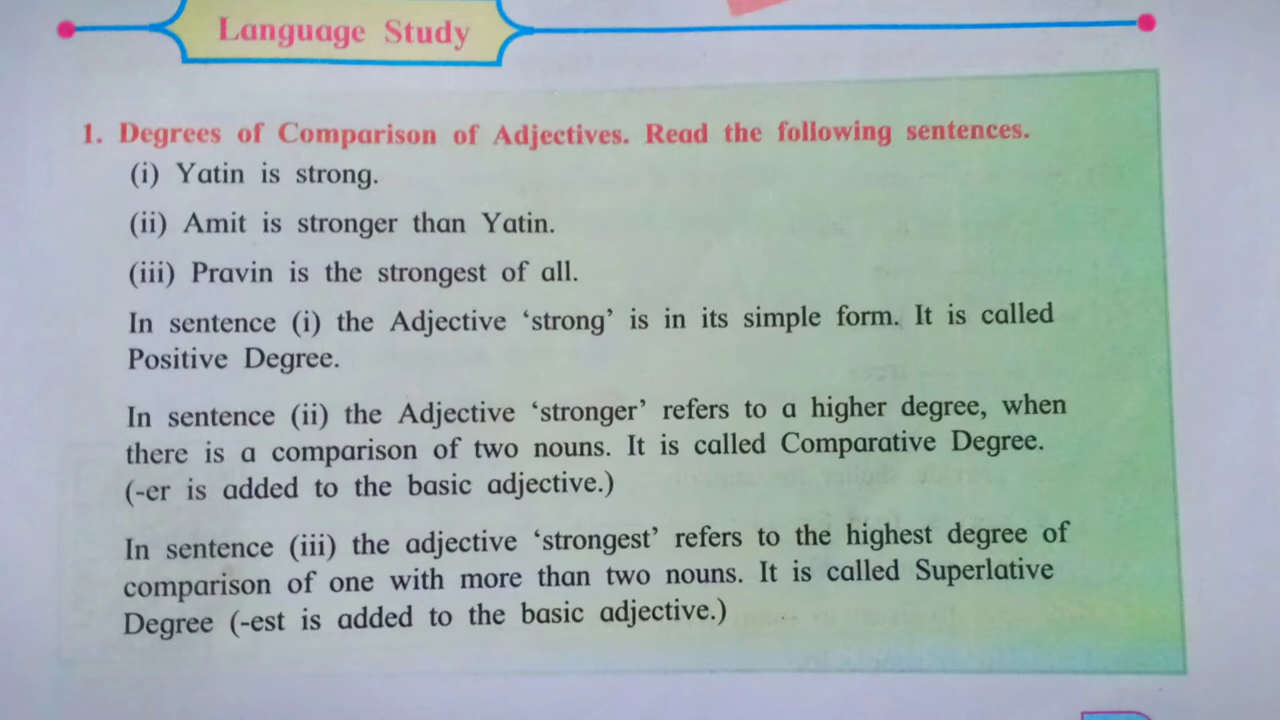 Language Study
1. Degrees of Comparison of Adjectives. Read the following sentences.
(i) Yatin is strong.
(ii) Amit is stronger than Yatin.
(iii) Pravin is the strongest of all.
In sentence (i) the Adjective ‘strong’ is in its simple form. It is called
Positive Degree.
In sentence (ii) the Adjective ‘stronger’ refers to a higher degree, when
there is a comparison of two nouns. It is called Comparative Degree.
(-er is added to the basic adjective.)
In sentence (iii) the adjective ‘strongest’ refers to the highest degree of
comparison of one with more than two nouns. It is called Superlative
Degree (-est is added to the basic adjective.)